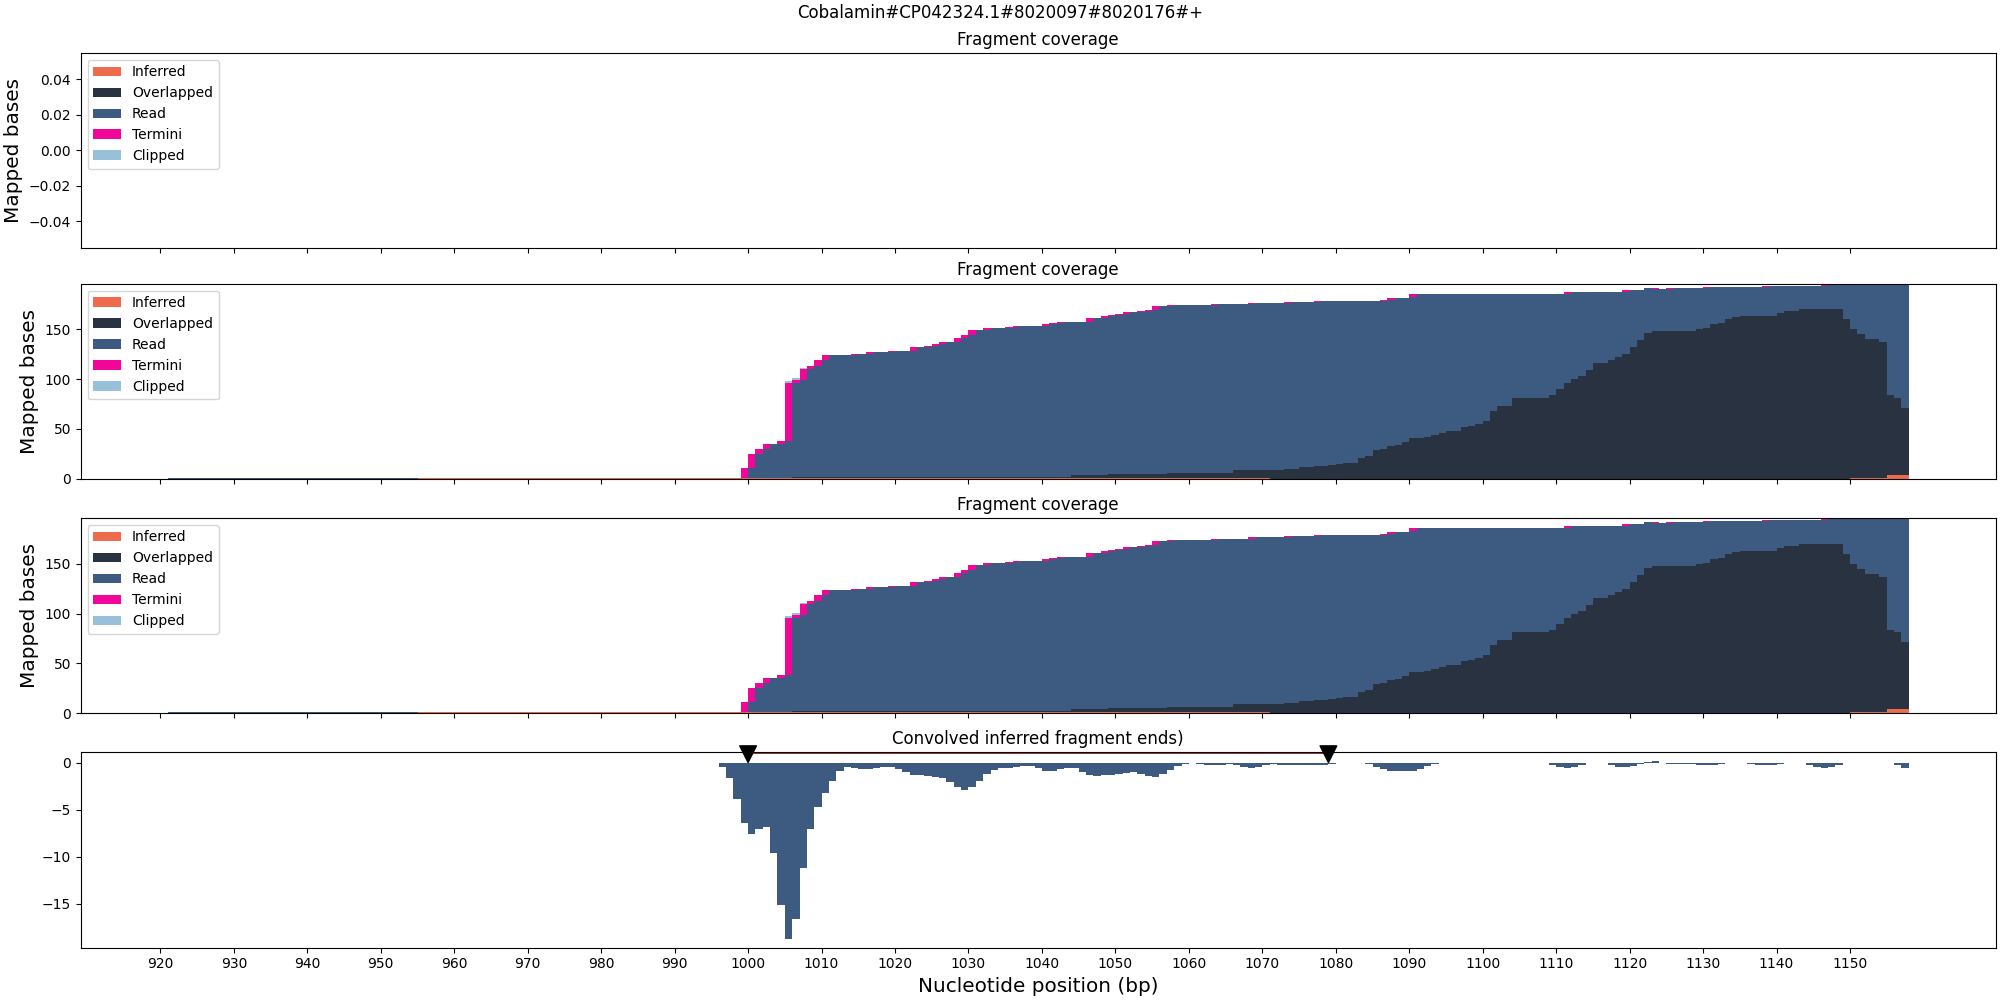 Cobalamin#CP042324.1#8020097#8020176#+
Fragment coverage
Mapped bases
0.04
0.02
0.00
−0.02
−0.04
Inferred
Overlapped
Read
Termini
Clipped
Fragment coverage
Mapped bases
150
100
50
0
Inferred
Overlapped
Read
Termini
Clipped
Fragment coverage
Mapped bases
150
100
50
0
Inferred
Overlapped
Read
Termini
Clipped
Convolved inferred fragment ends)
0
−5
−10
−15
920 930 940 950 960 970 980 990 1000 1010 1020 1030 1040 1050 1060 1070 1080 1090 1100 1110 1120 1130 1140 1150
Nucleotide position (bp)